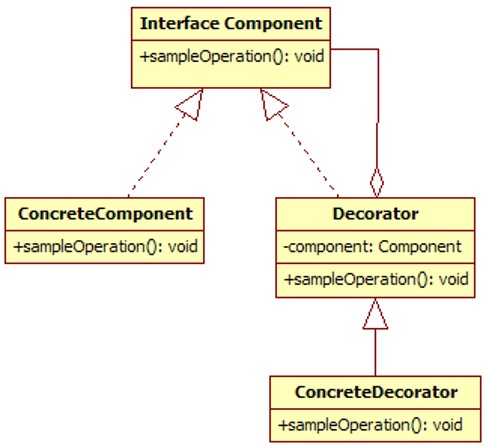 Interface Component
+sampleOperation(): void
ConcreteComponent
+sampleOperation(): void
Decorator
-component: Component
+sampleOperation(): void
ConcreteDecorator
+sampleOperation(): void